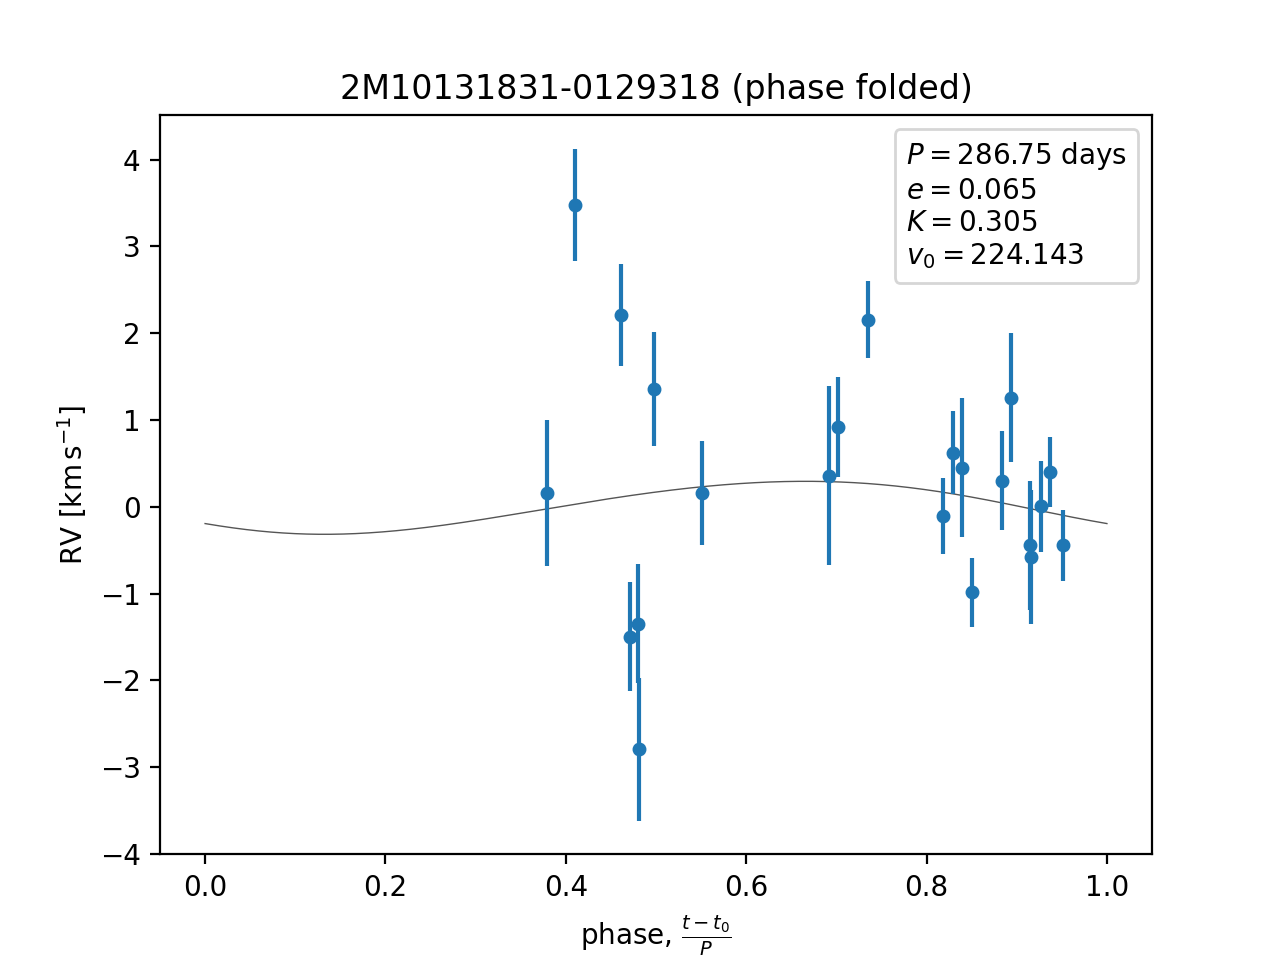 2M10131831-0129318 (phase folded)
P = 286.75 days
e = 0.065
K = 0.305
v₀ = 224.143
4
3
2
1
0
−1
−2
−3
−4
RV [km s⁻¹]
0.0 0.2 0.4 0.6 0.8 1.0
phase, (t − t₀)/P